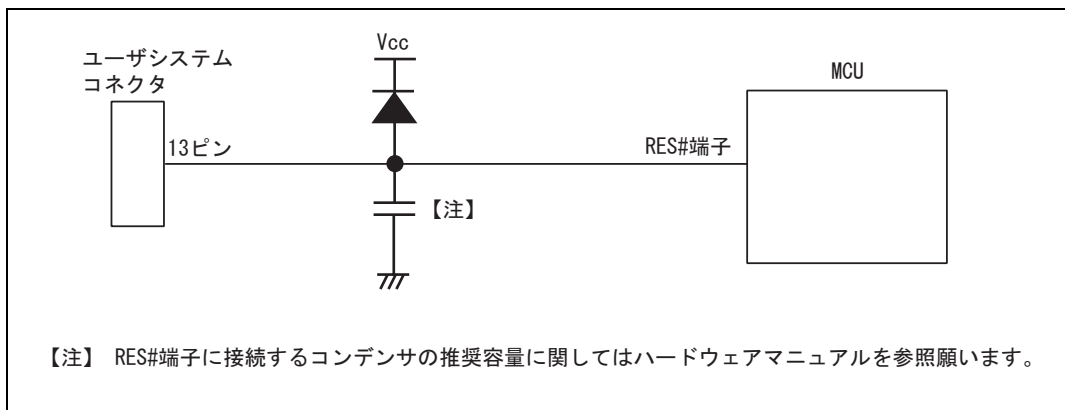 Vcc
ユーザシステム
コネクタ
MCU
13ピン
RES#端子
【注】
【注】 RES#端子に接続するコンデンサの推奨容量に関してはハードウェアマニュアルを参照願います。